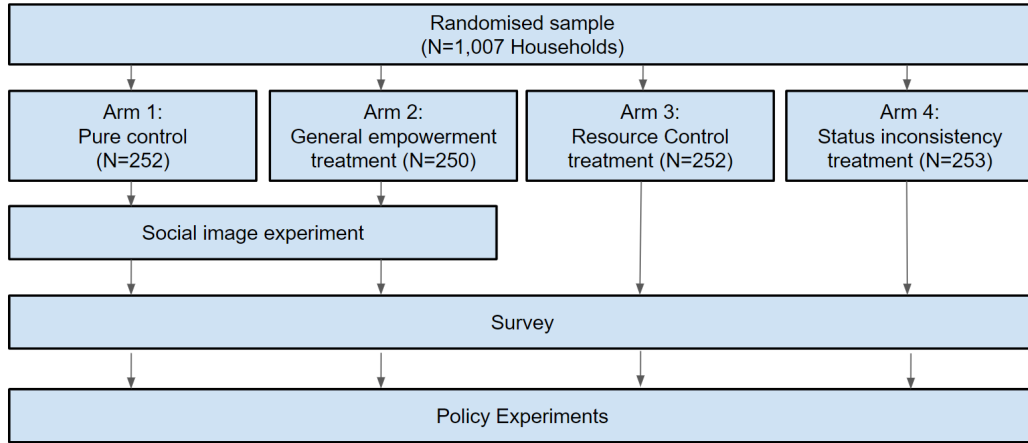 Randomised sample
(N=1,007 Households)
Arm 1:
Pure control
(N=252)
Arm 2:
General empowerment
treatment (N=250)
Arm 3:
Resource Control
treatment (N=252)
Arm 4:
Status inconsistency
treatment (N=253)
Social image experiment
Survey
Policy Experiments